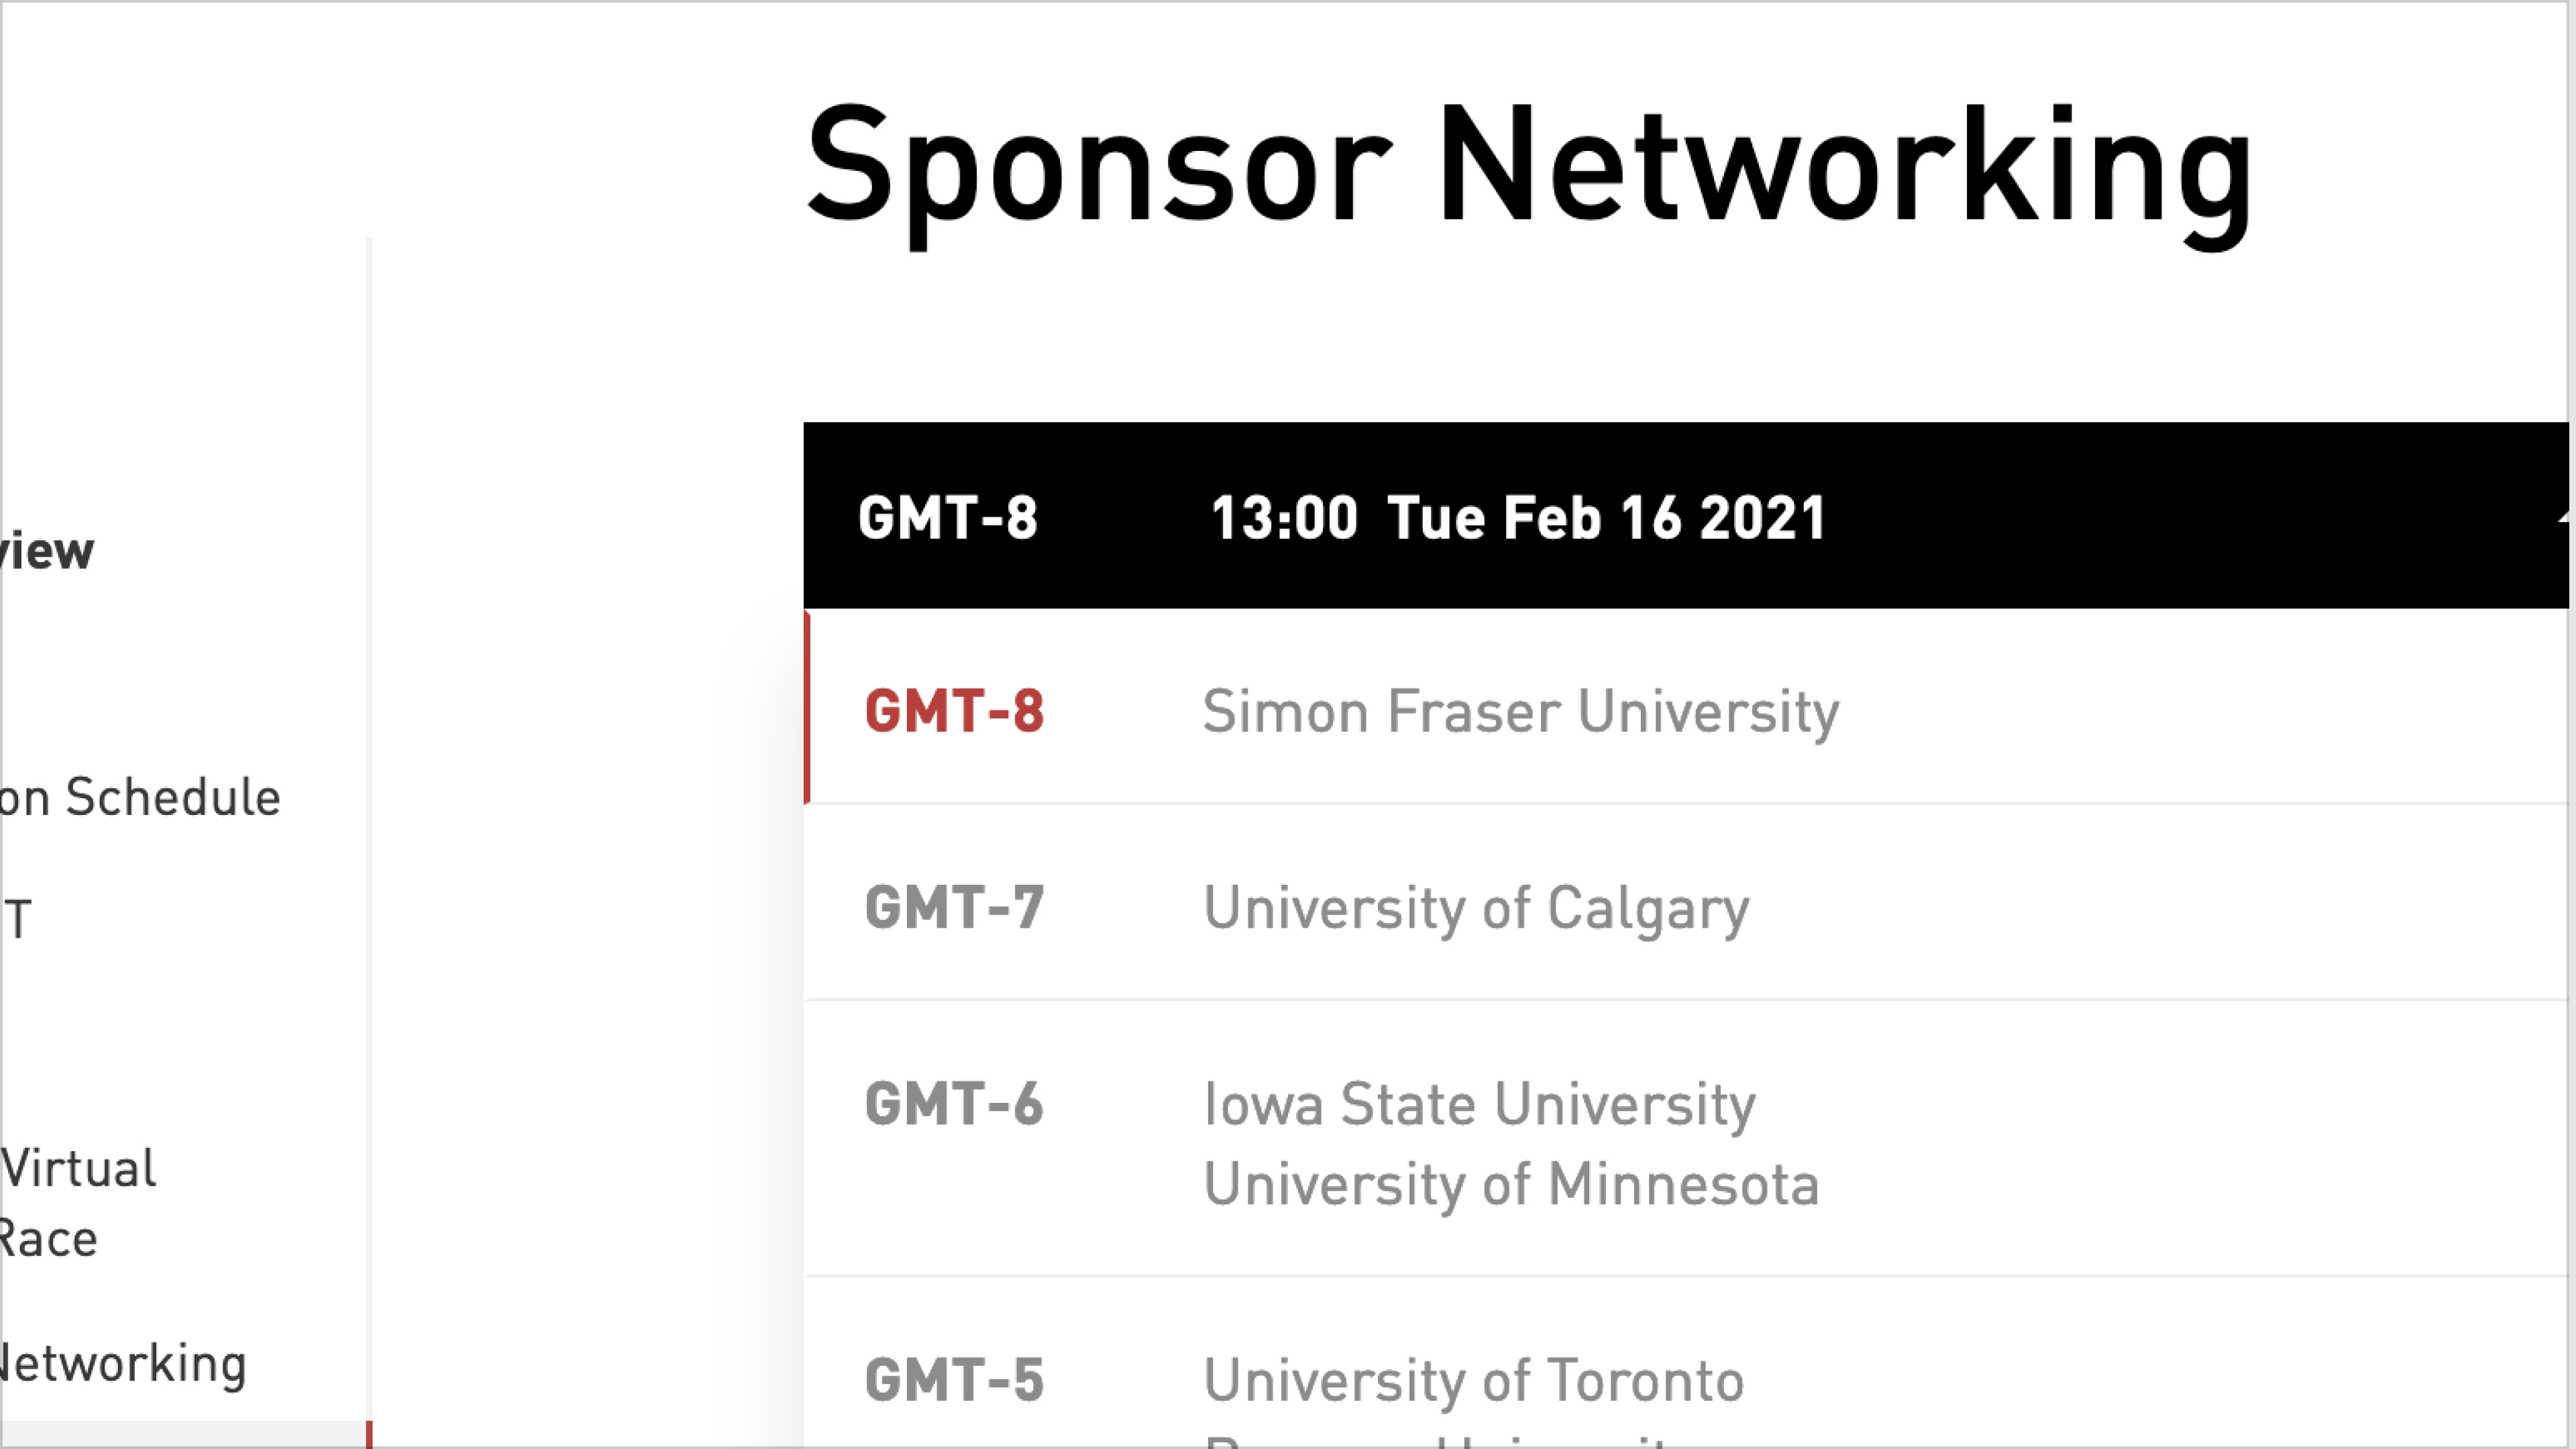 Sponsor Networking
GMT-8 13:00 Tue Feb 16 2021
GMT-8 Simon Fraser University
GMT-7 University of Calgary
GMT-6 Iowa State University
University of Minnesota
GMT-5 University of Toronto
view
on Schedule
T
Virtual
Race
Networking